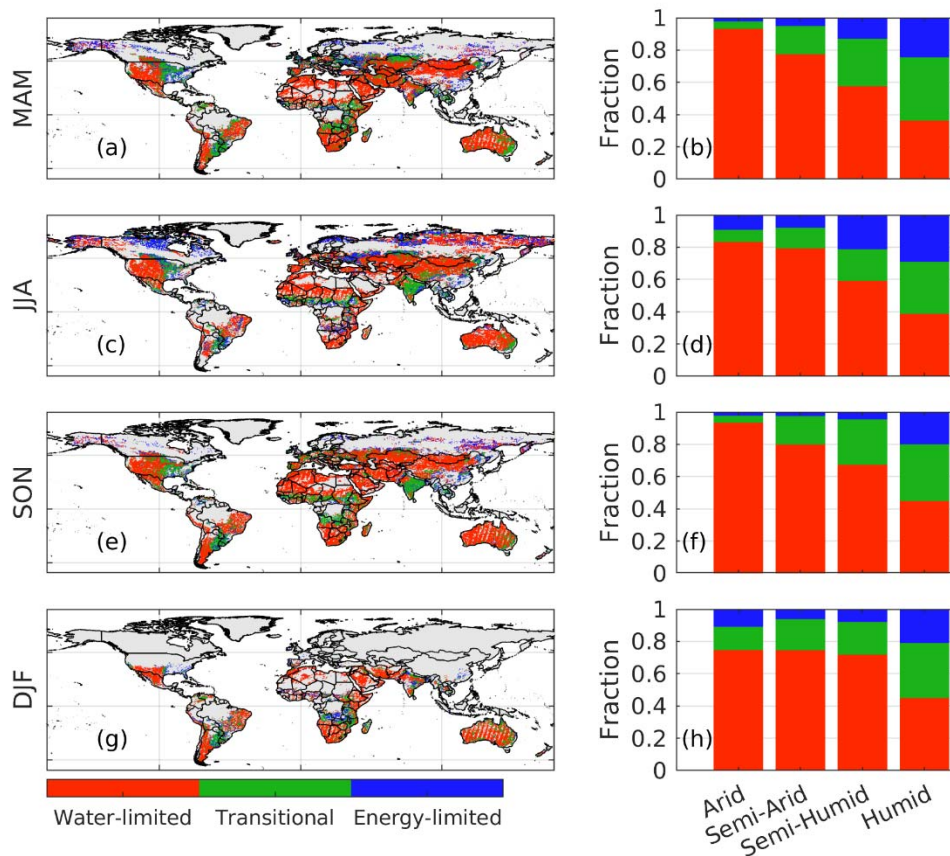 MAM
(a)
Fraction
1
0.8
0.6
0.4
0.2
0
(b)
JJA
(c)
Fraction
1
0.8
0.6
0.4
0.2
0
(d)
SON
(e)
Fraction
1
0.8
0.6
0.4
0.2
0
(f)
DJF
(g)
Fraction
1
0.8
0.6
0.4
0.2
0
(h)
Water-limited Transitional Energy-limited
Arid
Semi-Arid
Semi-Humid
Humid